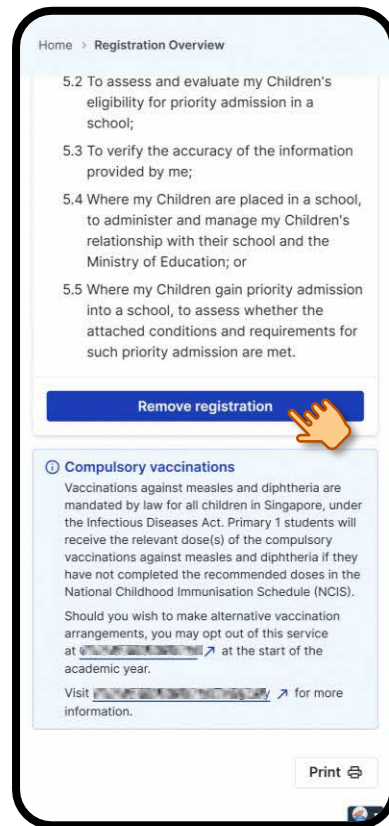 Home > Registration Overview
5.2 To assess and evaluate my Children's
eligibility for priority admission in a
school;
5.3 To verify the accuracy of the information
provided by me;
5.4 Where my Children are placed in a school,
to administer and manage my Children's
relationship with their school and the
Ministry of Education; or
5.5 Where my Children gain priority admission
into a school, to assess whether the
attached conditions and requirements for
such priority admission are met.
Remove registration
Compulsory vaccinations
Vaccinations against measles and diphtheria are
mandated by law for all children in Singapore, under
the Infectious Diseases Act. Primary 1 students will
receive the relevant dose(s) of the compulsory
vaccinations against measles and diphtheria if they
have not completed the recommended doses in the
National Childhood Immunisation Schedule (NCIS).
Should you wish to make alternative vaccination
arrangements, you may opt out of this service
at at the start of the
academic year.
Visit for more
information.
Print